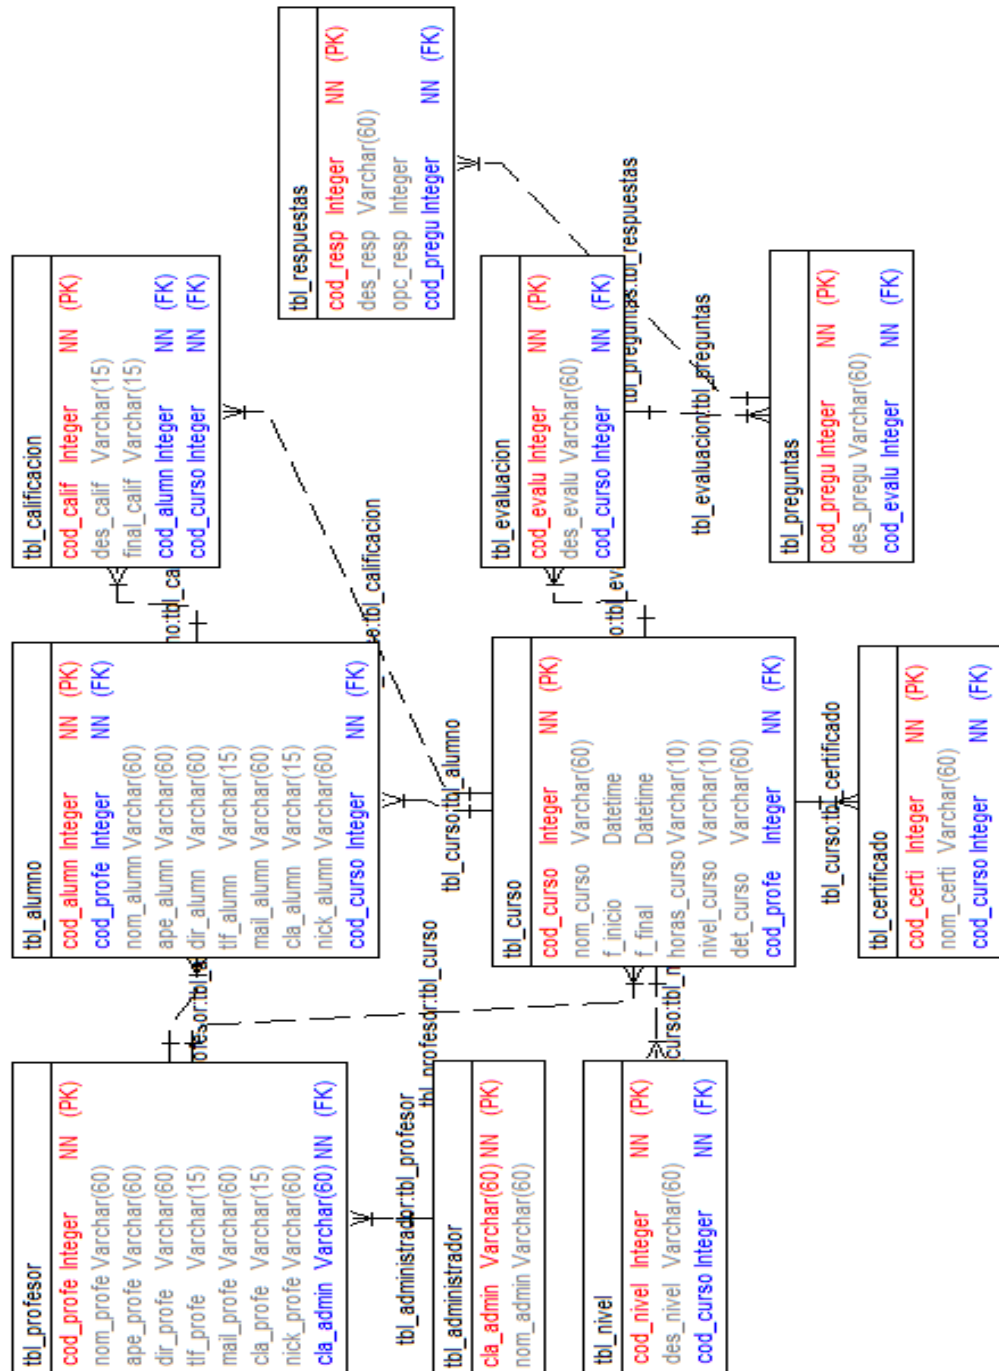 tbl_profesor
cod_profe Integer NN (PK)
nom_profe Varchar(60)
ape_profe Varchar(60)
dir_profe Varchar(60)
tlf_profe Varchar(15)
mail_profe Varchar(60)
cla_profe Varchar(15)
nick_profe Varchar(60)
cla_admin Varchar(60) NN (FK)
tbl_alumno
cod_alumn Integer NN (PK)
cod_profe Integer NN (FK)
nom_alumn Varchar(60)
ape_alumn Varchar(60)
dir_alumn Varchar(60)
tlf_alumn Varchar(15)
mail_alumn Varchar(60)
cla_alumn Varchar(15)
nick_alumn Varchar(60)
cod_curso Integer NN (FK)
tbl_calificacion
cod_calif Integer NN (PK)
des_calif Varchar(15)
final_calif Varchar(15)
cod_alumn Integer NN (FK)
cod_curso Integer NN (FK)
tbl_respuestas
cod_resp Integer NN (PK)
des_resp Varchar(60)
opc_resp Integer
cod_pregu Integer NN (FK)
ofesor:tbl_
no:tbl_ca
o:tbl_calificacion
tbl_administrador:tbl_profesor
tbl_profesor:tbl_curso
tbl_curso:tbl_alumno
tbl_administrador
cla_admin Varchar(60) NN (PK)
nom_admin Varchar(60)
tbl_curso
cod_curso Integer NN (PK)
nom_curso Varchar(60)
f_inicio Datetime
f_final Datetime
horas_curso Varchar(10)
nivel_curso Varchar(10)
det_curso Varchar(60)
cod_profe Integer NN (FK)
tbl_evaluacion
cod_evalu Integer NN (PK)
des_evalu Varchar(60)
cod_curso Integer NN (FK)
o:tbl_ev
tbl_preguntas:tbl_respuestas
curso:tbl_n
tbl_evaluacion:tbl_preguntas
tbl_nivel
cod_nivel Integer NN (PK)
des_nivel Varchar(60)
cod_curso Integer NN (FK)
tbl_preguntas
cod_pregu Integer NN (PK)
des_pregu Varchar(60)
cod_evalu Integer NN (FK)
tbl_curso:tbl_certificado
tbl_certificado
cod_certi Integer NN (PK)
nom_certi Varchar(60)
cod_curso Integer NN (FK)